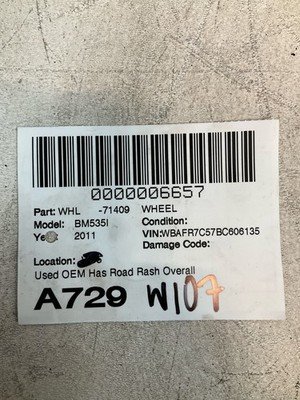 0000006657
Part: WHL -71409 WHEEL
Model: BM535I Condition:
2011 VIN:WBAFR7C57BC606135
Damage Code:
Location:
Used OEM Has Road Rash Overall
A729 W107